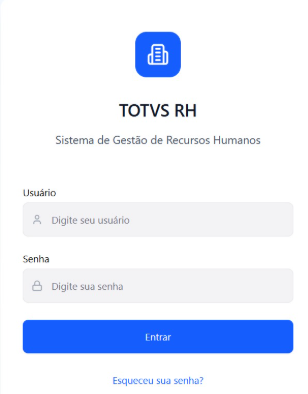 TOTVS RH
Sistema de Gestão de Recursos Humanos
Usuário
Digite seu usuário
Senha
Digite sua senha
Entrar
Esqueceu sua senha?